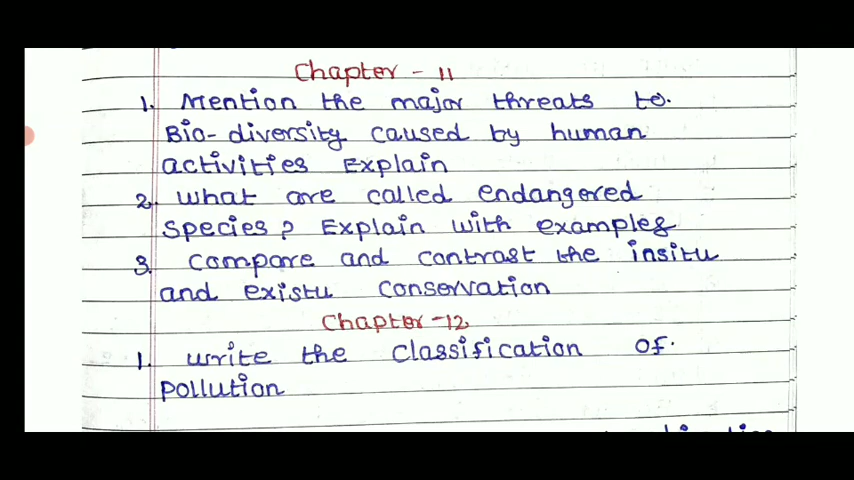 Chapter - 11
1. Mention the major threats to.
Bio-diversity caused by human
activities Explain
2. what are called endangered
species? Explain with examples
3. compare and contrast the insitu
and existu conservation
Chapter -12
1. write the classification of.
pollution